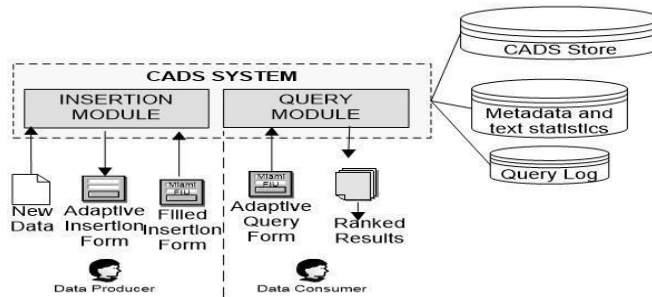 CADS SYSTEM
INSERTION
MODULE
QUERY
MODULE
CADS Store
Metadata and
text statistics
Query Log
New
Data
Adaptive
Insertion
Form
Miami
FIU
Filled
Insertion
Form
Miami
FIU
Adaptive
Query
Form
Ranked
Results
Data Producer
Data Consumer